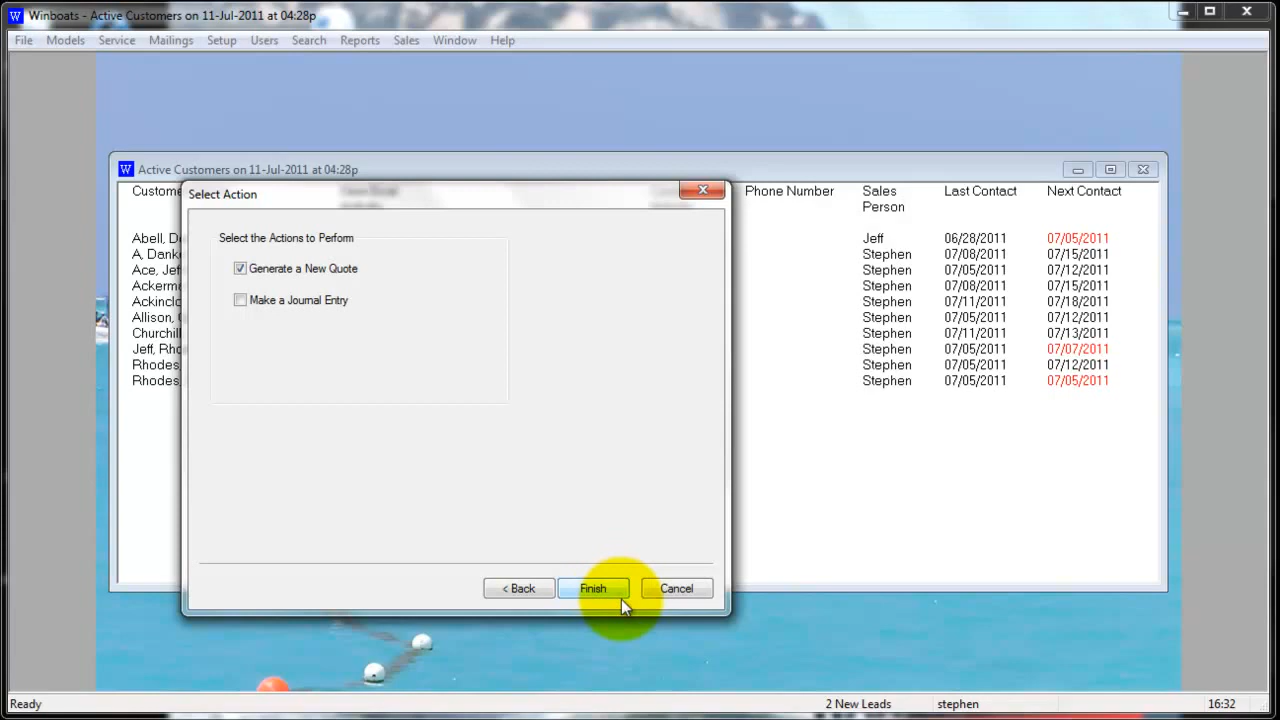 W Winboats - Active Customers on 11-Jul-2011 at 04:28p
File Models Service Mailings Setup Users Search Reports Sales Window Help
W Active Customers on 11-Jul-2011 at 04:28p
Select Action
Phone Number Sales Last Contact Next Contact
Person
Select the Actions to Perform
Generate a New Quote
Make a Journal Entry
Abell, Jeff 06/28/2011 07/05/2011
A, Dank Stephen 07/08/2011 07/15/2011
Ace, Jef Stephen 07/05/2011 07/12/2011
Ackerm Stephen 07/08/2011 07/15/2011
Ackinclo Stephen 07/11/2011 07/18/2011
Allison, Stephen 07/05/2011 07/12/2011
Churchill Stephen 07/11/2011 07/13/2011
Jeff, Rho Stephen 07/05/2011 07/07/2011
Rhodes, Stephen 07/05/2011 07/12/2011
Rhodes, Stephen 07/05/2011 07/05/2011
< Back Finish Cancel
Ready 2 New Leads stephen 16:32